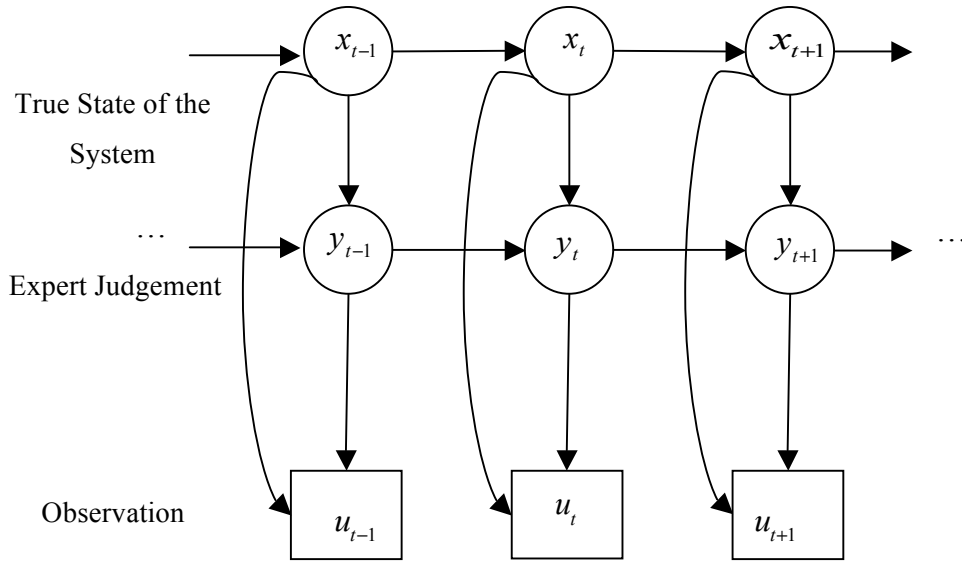 x_{t-1} x_t x_{t+1}
True State of the
System
… y_{t-1} y_t y_{t+1} …
Expert Judgement
Observation u_{t-1} u_t u_{t+1}